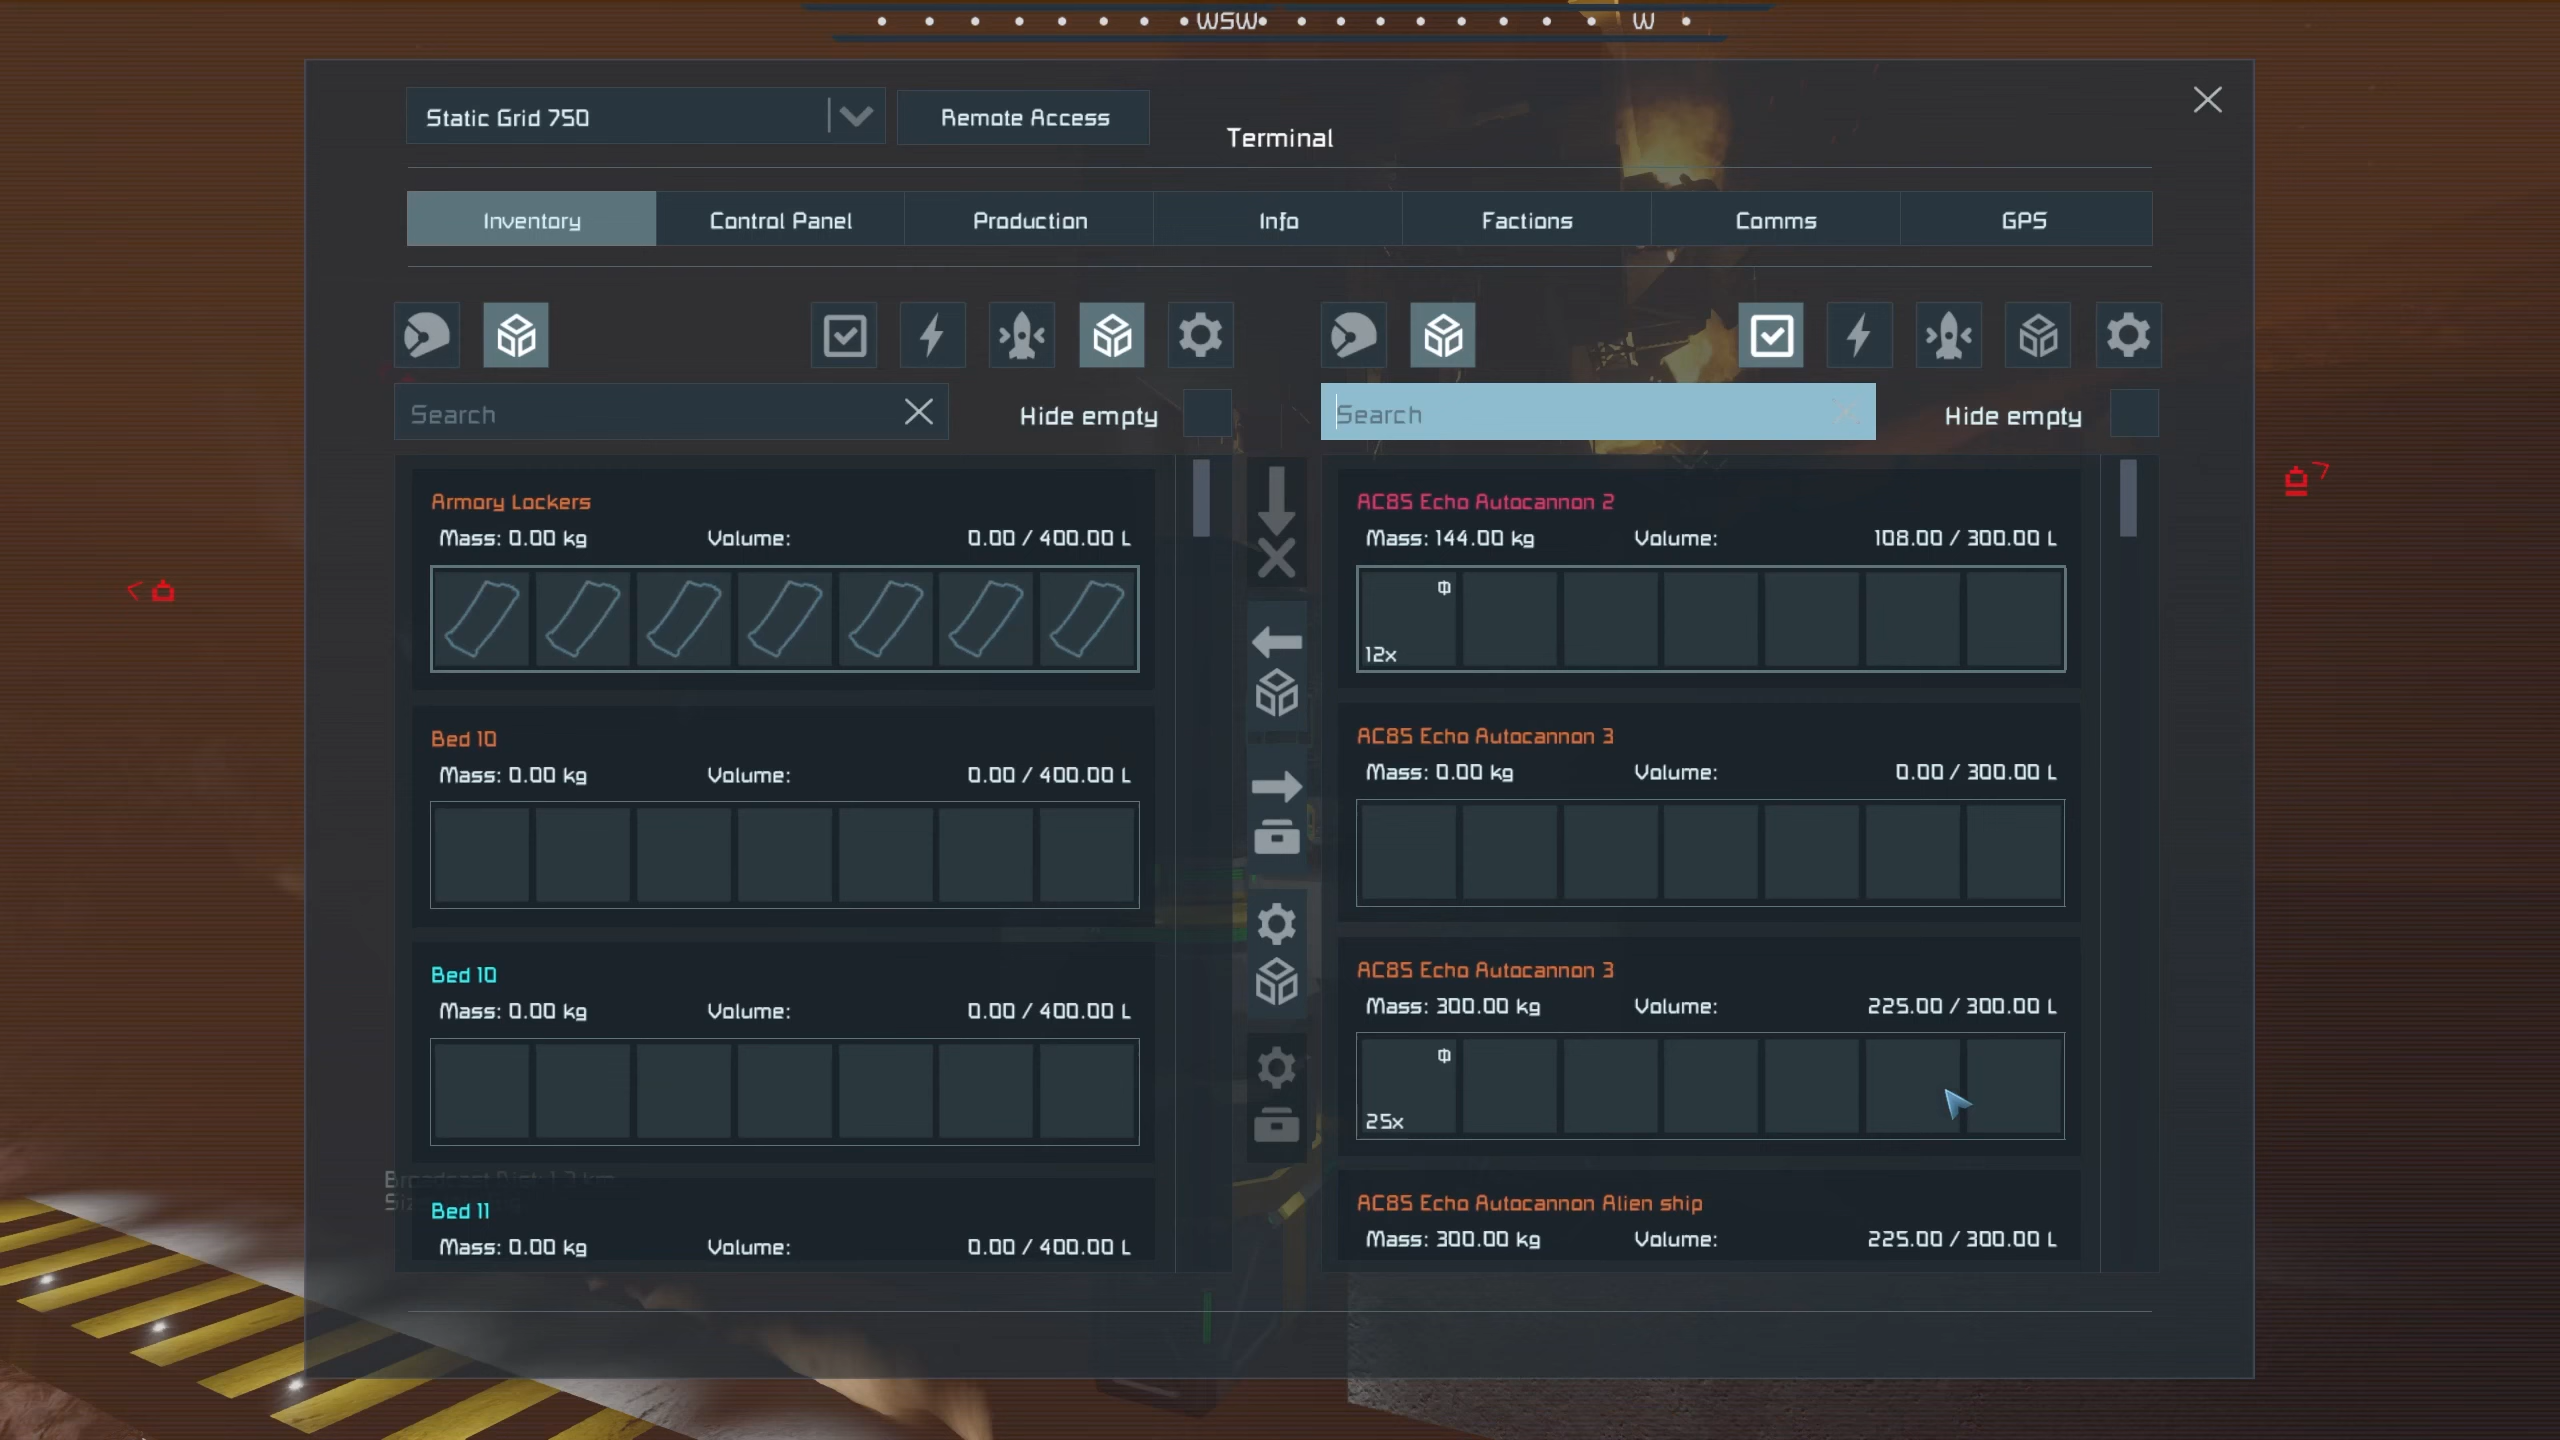 WSW
W
Static Grid 750
Remote Access
Terminal
Inventory
Control Panel
Production
Info
Factions
Comms
GPS
Search
Hide empty
Search
Hide empty
Armory Lockers
Mass: 0.00 kg
Volume:
0.00 / 400.00 L
Bed 10
Mass: 0.00 kg
Volume:
0.00 / 400.00 L
Bed 10
Mass: 0.00 kg
Volume:
0.00 / 400.00 L
Bed 11
Mass: 0.00 kg
Volume:
0.00 / 400.00 L
AC85 Echo Autocannon 2
Mass: 144.00 kg
Volume:
108.00 / 300.00 L
12x
AC85 Echo Autocannon 3
Mass: 0.00 kg
Volume:
0.00 / 300.00 L
AC85 Echo Autocannon 3
Mass: 300.00 kg
Volume:
225.00 / 300.00 L
25x
AC85 Echo Autocannon Alien ship
Mass: 300.00 kg
Volume:
225.00 / 300.00 L